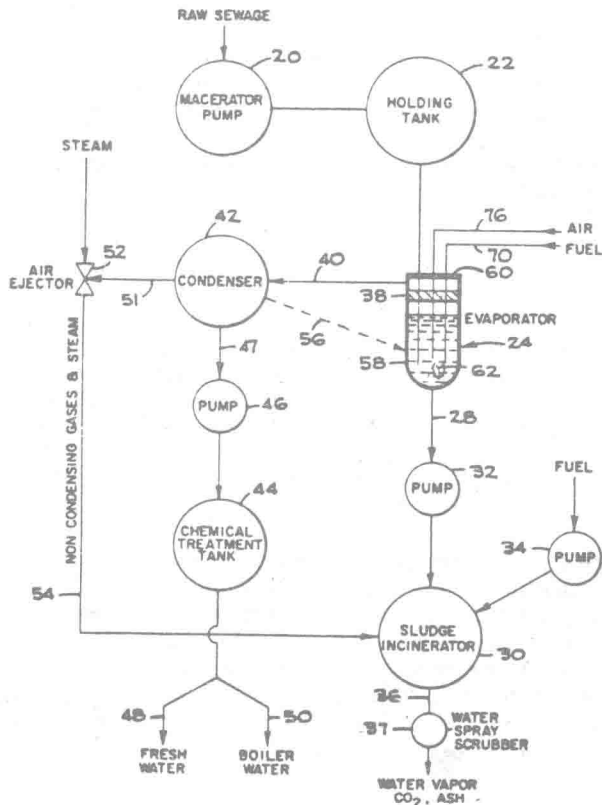 RAW SEWAGE
20
22
MACERATOR
PUMP
HOLDING
TANK
STEAM
76
AIR
70
FUEL
42
52
60
AIR
EJECTOR
CONDENSER
40
38
51
EVAPORATOR
56
24
47
58
62
PUMP
46
28
NON CONDENSING GASES & STEAM
PUMP
32
FUEL
44
CHEMICAL
TREATMENT
TANK
34
PUMP
54
SLUDGE
INCINERATOR
30
36
48
50
37
WATER
SPRAY
SCRUBBER
FRESH
WATER
BOILER
WATER
WATER VAPOR
CO2, ASH